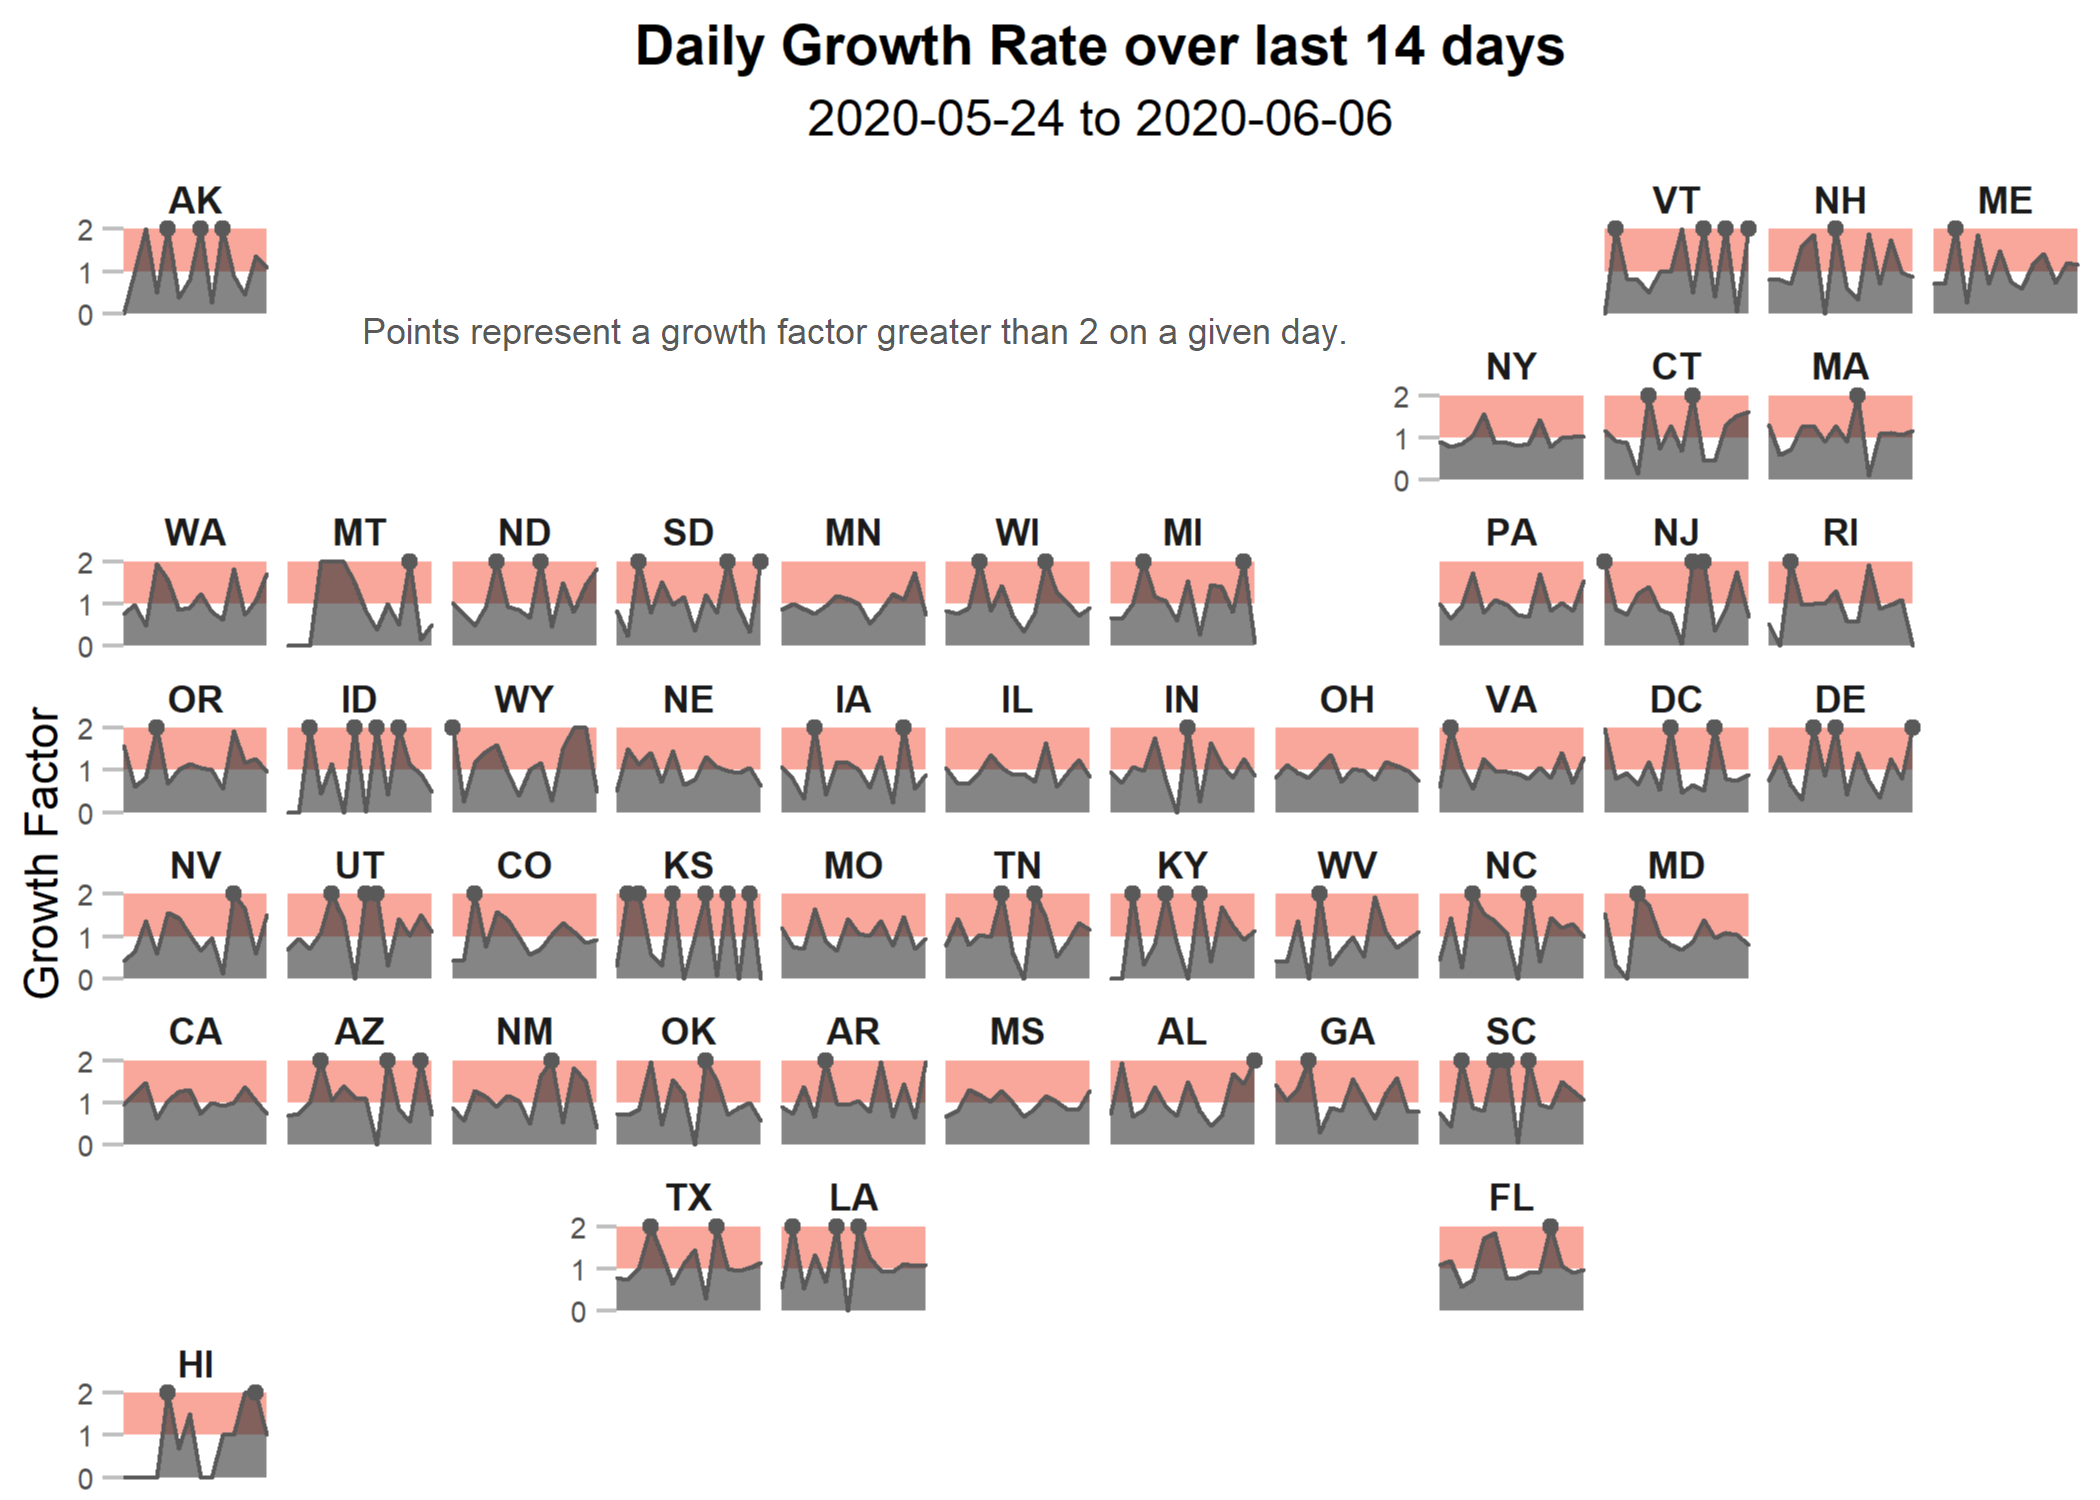 Daily Growth Rate over last 14 days
2020-05-24 to 2020-06-06
AK VT NH ME
2
1
0
Points represent a growth factor greater than 2 on a given day.
NY CT MA
2
1
0
WA MT ND SD MN WI MI PA NJ RI
2
1
0
OR ID WY NE IA IL IN OH VA DC DE
2
1
0
Growth Factor
NV UT CO KS MO TN KY WV NC MD
2
1
0
CA AZ NM OK AR MS AL GA SC
2
1
0
TX LA FL
2
1
0
HI
2
1
0